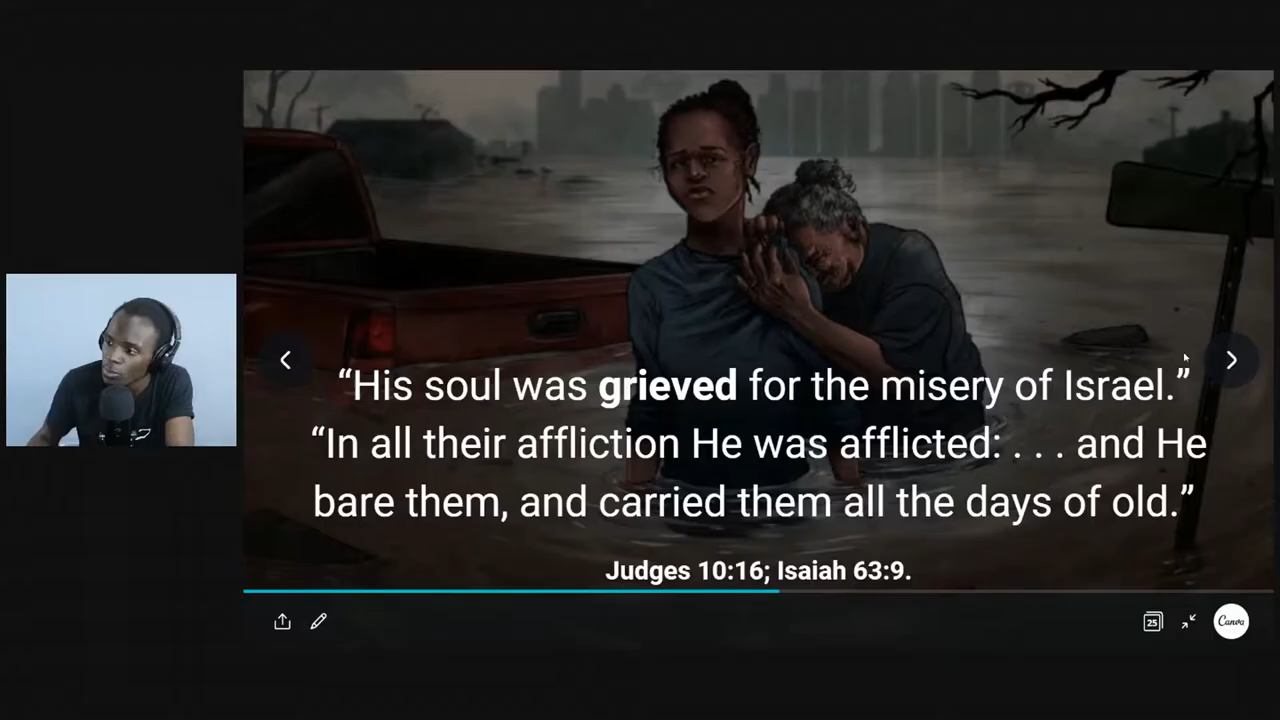 “His soul was grieved for the misery of Israel.”
“In all their affliction He was afflicted: . . . and He
bare them, and carried them all the days of old.”
Judges 10:16; Isaiah 63:9.
25
Canva